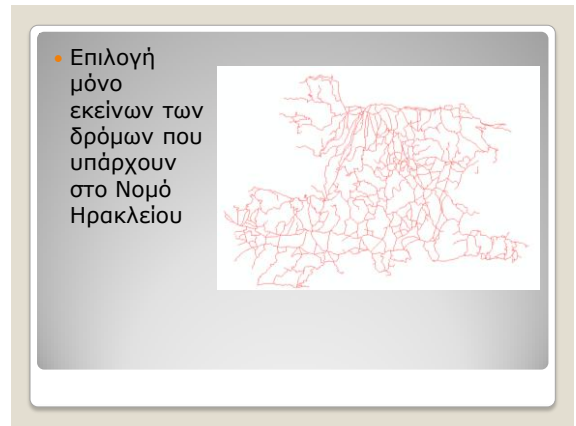 Επιλογή
μόνο
εκείνων των
δρόμων που
υπάρχουν
στο Νομό
Ηρακλείου